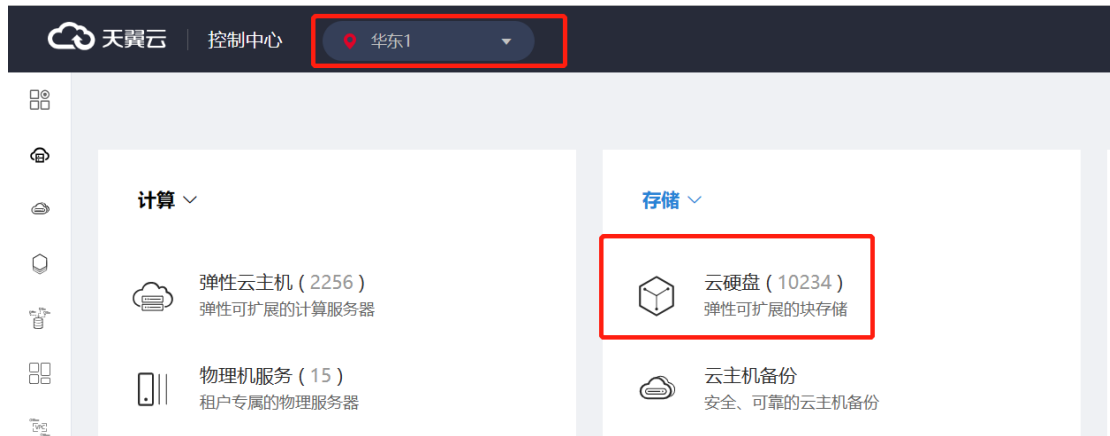 天翼云 控制中心 华东1
计算 存储
弹性云主机 ( 2256 )
弹性可扩展的计算服务器
云硬盘 ( 10234 )
弹性可扩展的块存储
物理机服务 ( 15 )
租户专属的物理服务器
云主机备份
安全、可靠的云主机备份
VPC